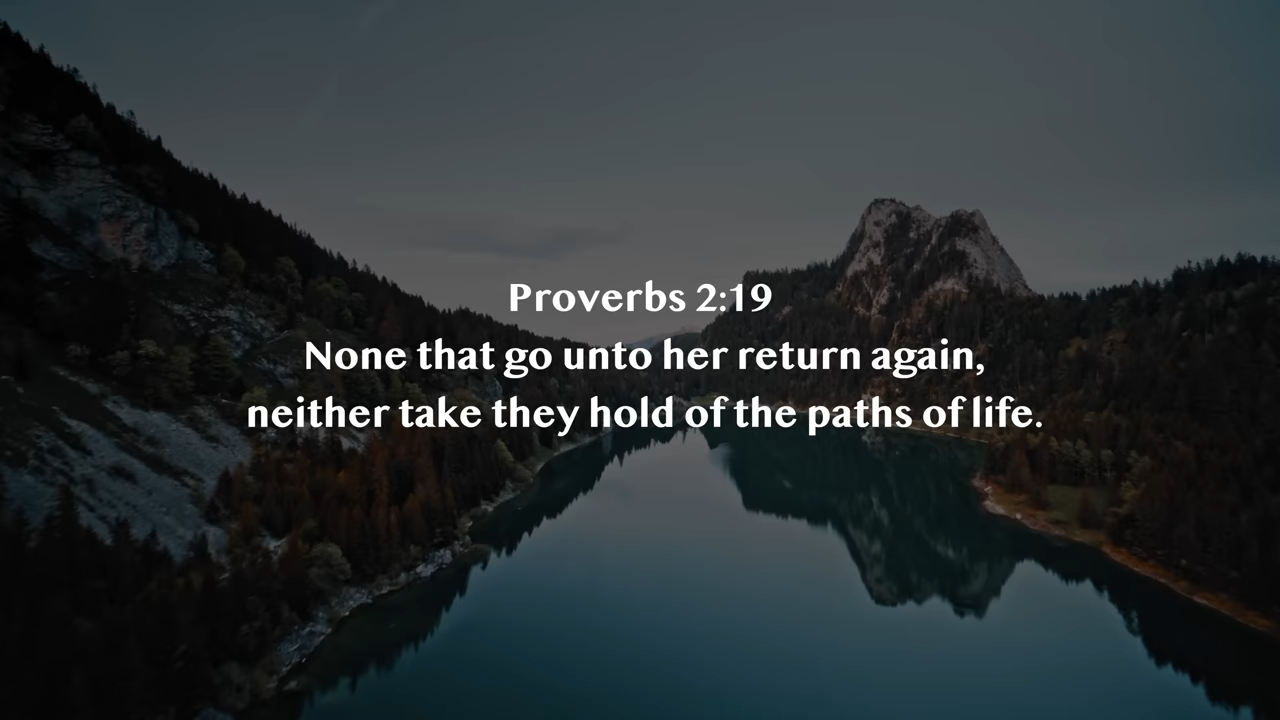 Proverbs 2:19
None that go unto her return again,
neither take they hold of the paths of life.